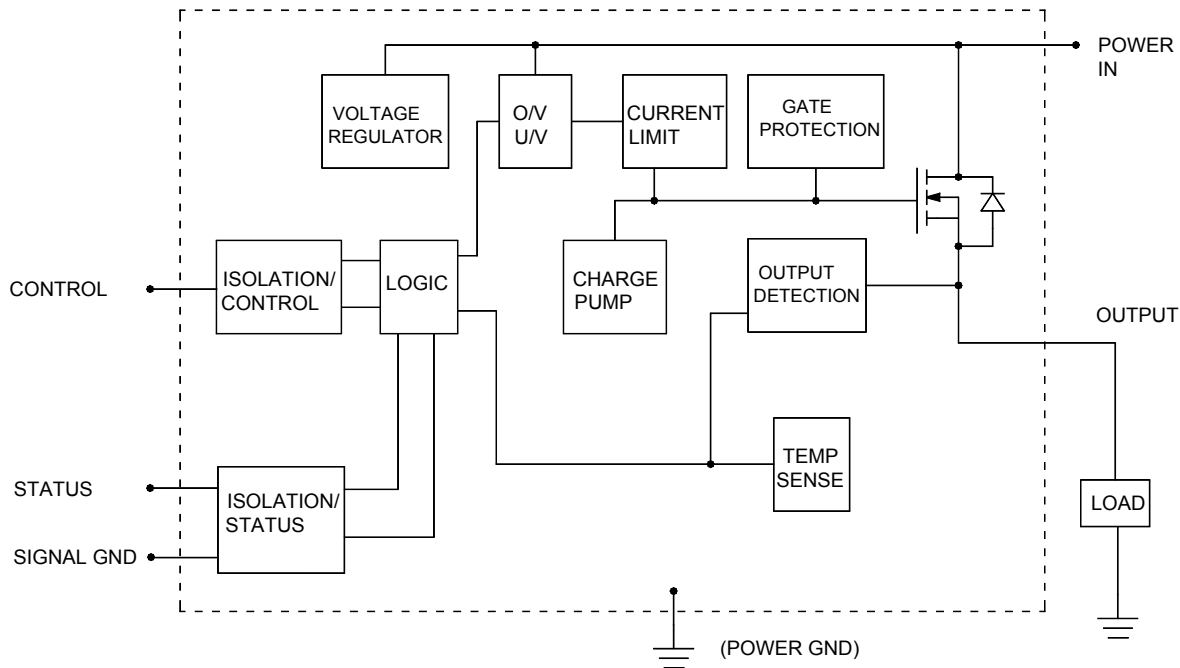 POWER
IN
VOLTAGE
REGULATOR
O/V
U/V
CURRENT
LIMIT
GATE
PROTECTION
CONTROL
ISOLATION/
CONTROL
LOGIC
CHARGE
PUMP
OUTPUT
DETECTION
OUTPUT
STATUS
SIGNAL GND
ISOLATION/
STATUS
TEMP
SENSE
LOAD
(POWER GND)